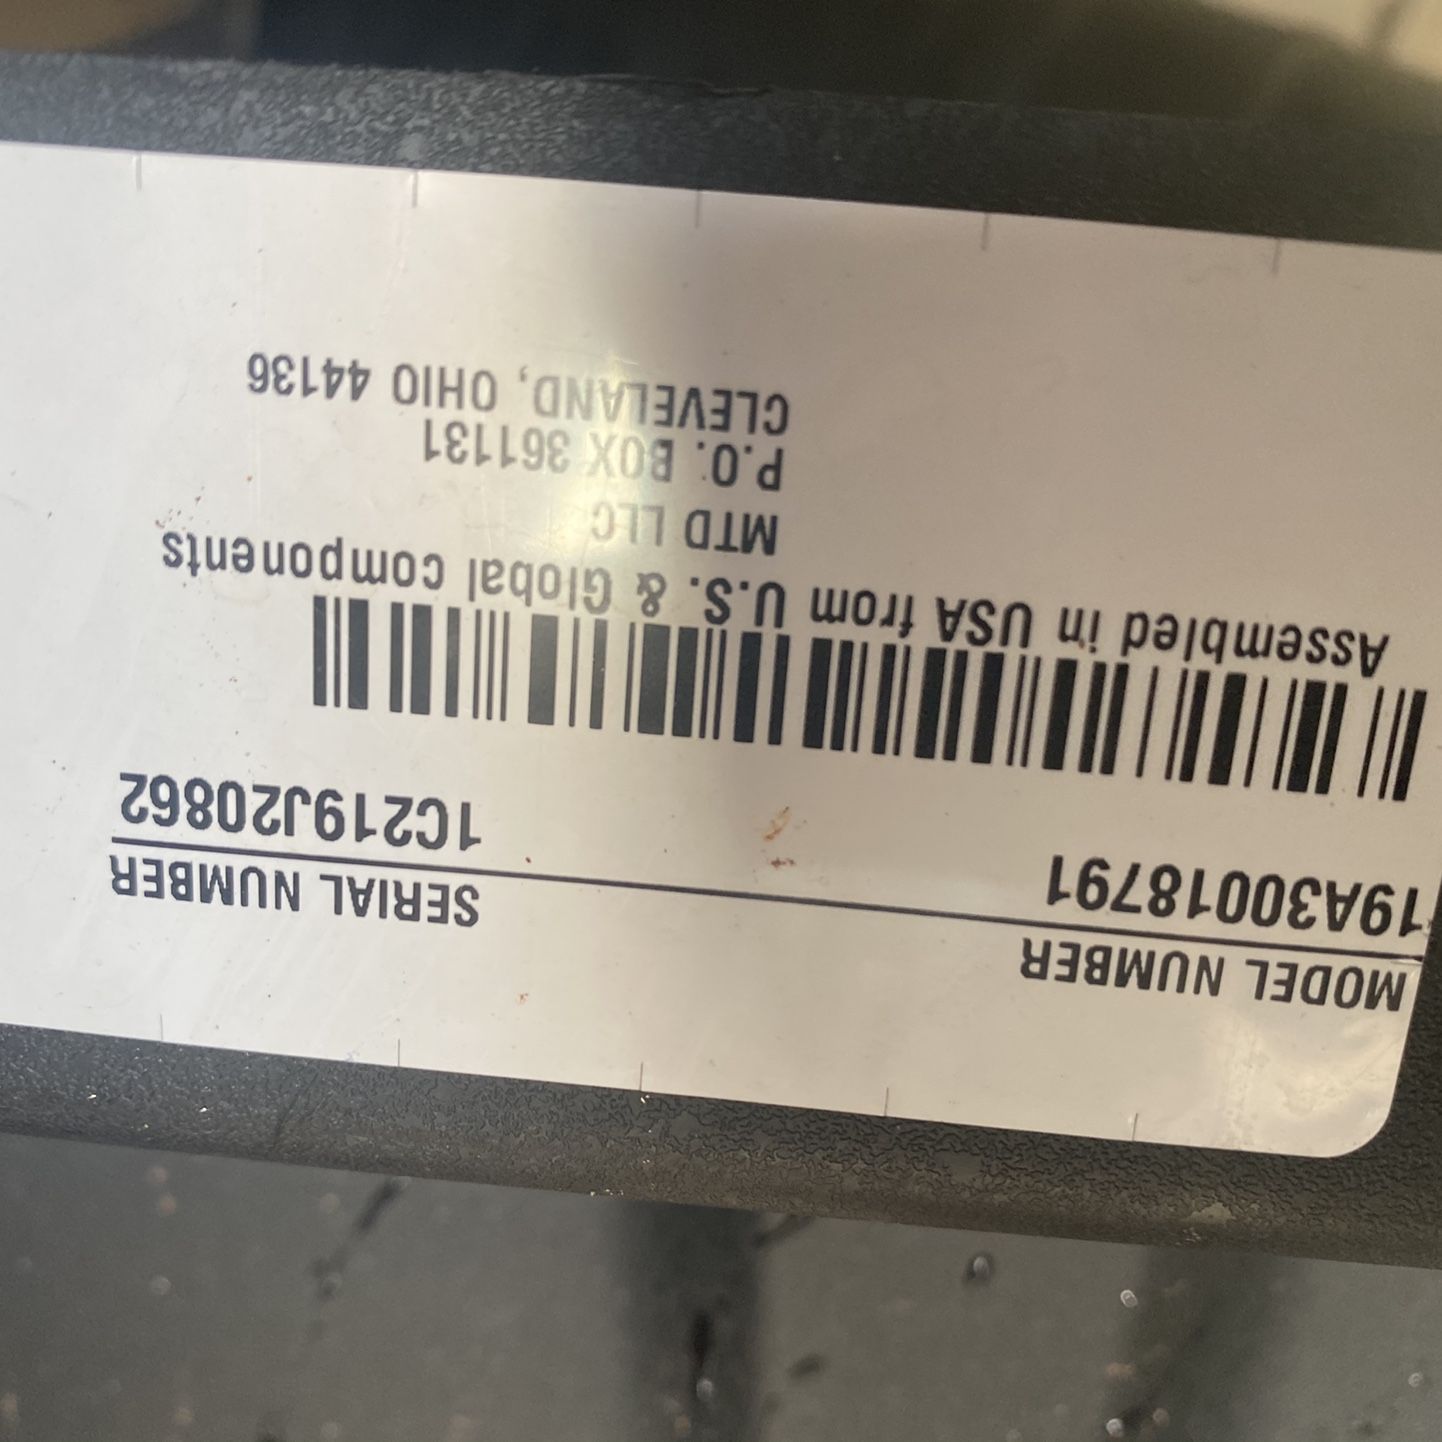 MODEL NUMBER
SERIAL NUMBER
19A30018791
1C219J20862
Assembled in USA from U.S. & Global components
MTD LLC
P.O. BOX 361131
CLEVELAND, OHIO 44136